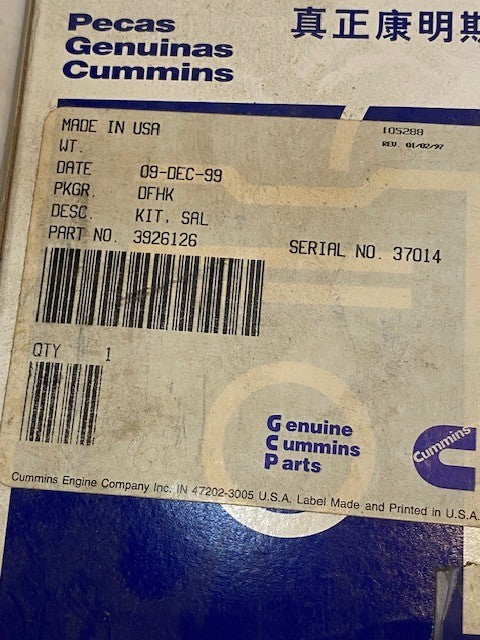 Pecas
Genuinas
Cummins
真正康明斯
MADE IN USA
105288
WT.
REV. 01/02/97
DATE 09-DEC-99
PKGR. DFHK
DESC. KIT, SAL
PART NO. 3926126
SERIAL NO. 37014
QTY 1
Genuine
Cummins
Parts
Cummins
Cummins Engine Company Inc. IN 47202-3005 U.S.A. Label Made and Printed in U.S.A.